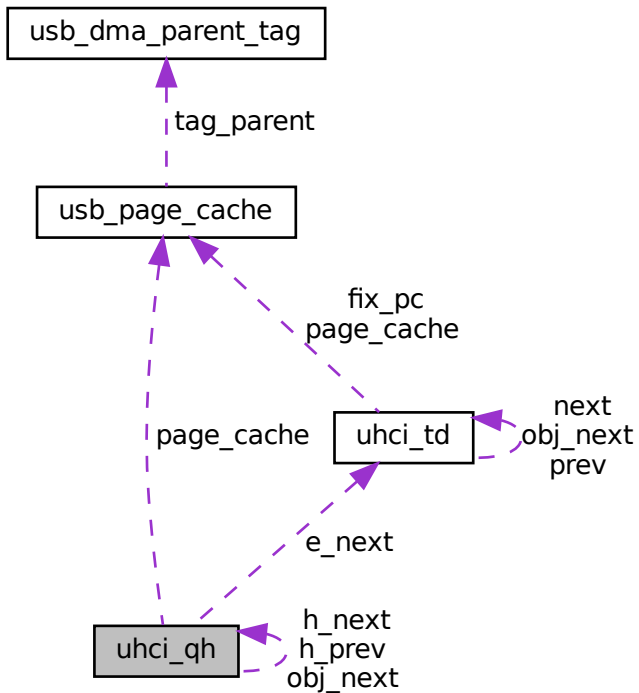 usb_dma_parent_tag
tag_parent
usb_page_cache
fix_pc
page_cache
next
obj_next
prev
uhci_td
page_cache
e_next
h_next
h_prev
obj_next
uhci_qh